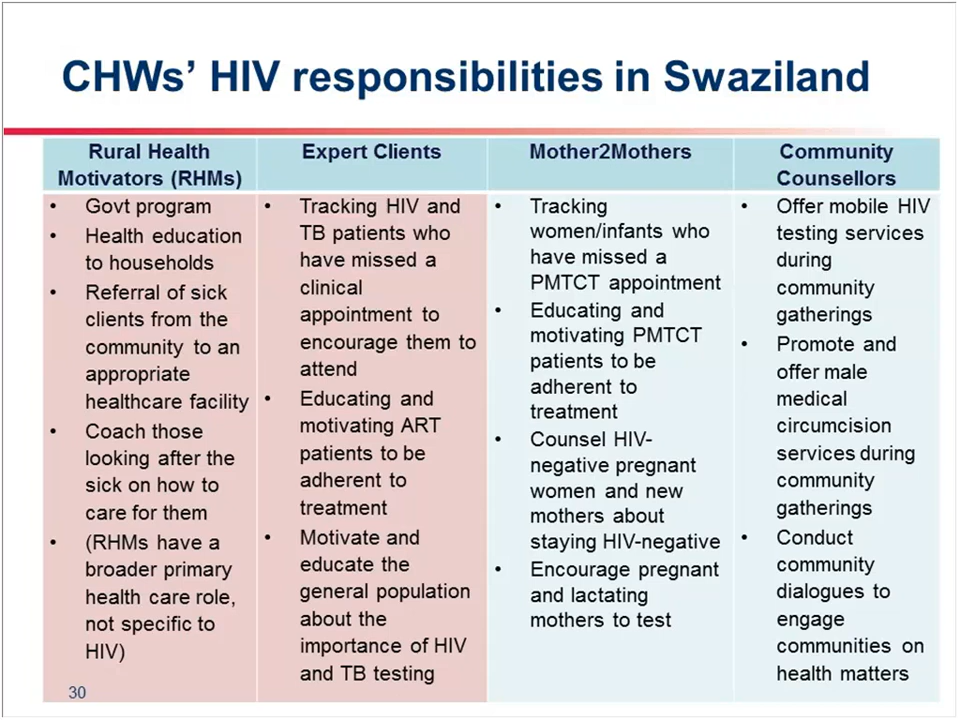 CHWs’ HIV responsibilities in Swaziland
Rural Health
Motivators (RHMs)
• Govt program
• Health education
to households
• Referral of sick
clients from the
community to an
appropriate
healthcare facility
• Coach those
looking after the
sick on how to
care for them
• (RHMs have a
broader primary
health care role,
not specific to
HIV)
Expert Clients
• Tracking HIV and
TB patients who
have missed a
clinical
appointment to
encourage them to
attend
• Educating and
motivating ART
patients to be
adherent to
treatment
• Motivate and
educate the
general population
about the
importance of HIV
and TB testing
Mother2Mothers
• Tracking
women/infants who
have missed a
PMTCT appointment
• Educating and
motivating PMTCT
patients to be
adherent to
treatment
• Counsel HIV-
negative pregnant
women and new
mothers about
staying HIV-negative
• Encourage pregnant
and lactating
mothers to test
Community
Counsellors
• Offer mobile HIV
testing services
during
community
gatherings
• Promote and
offer male
medical
circumcision
services during
community
gatherings
• Conduct
community
dialogues to
engage
communities on
health matters
30